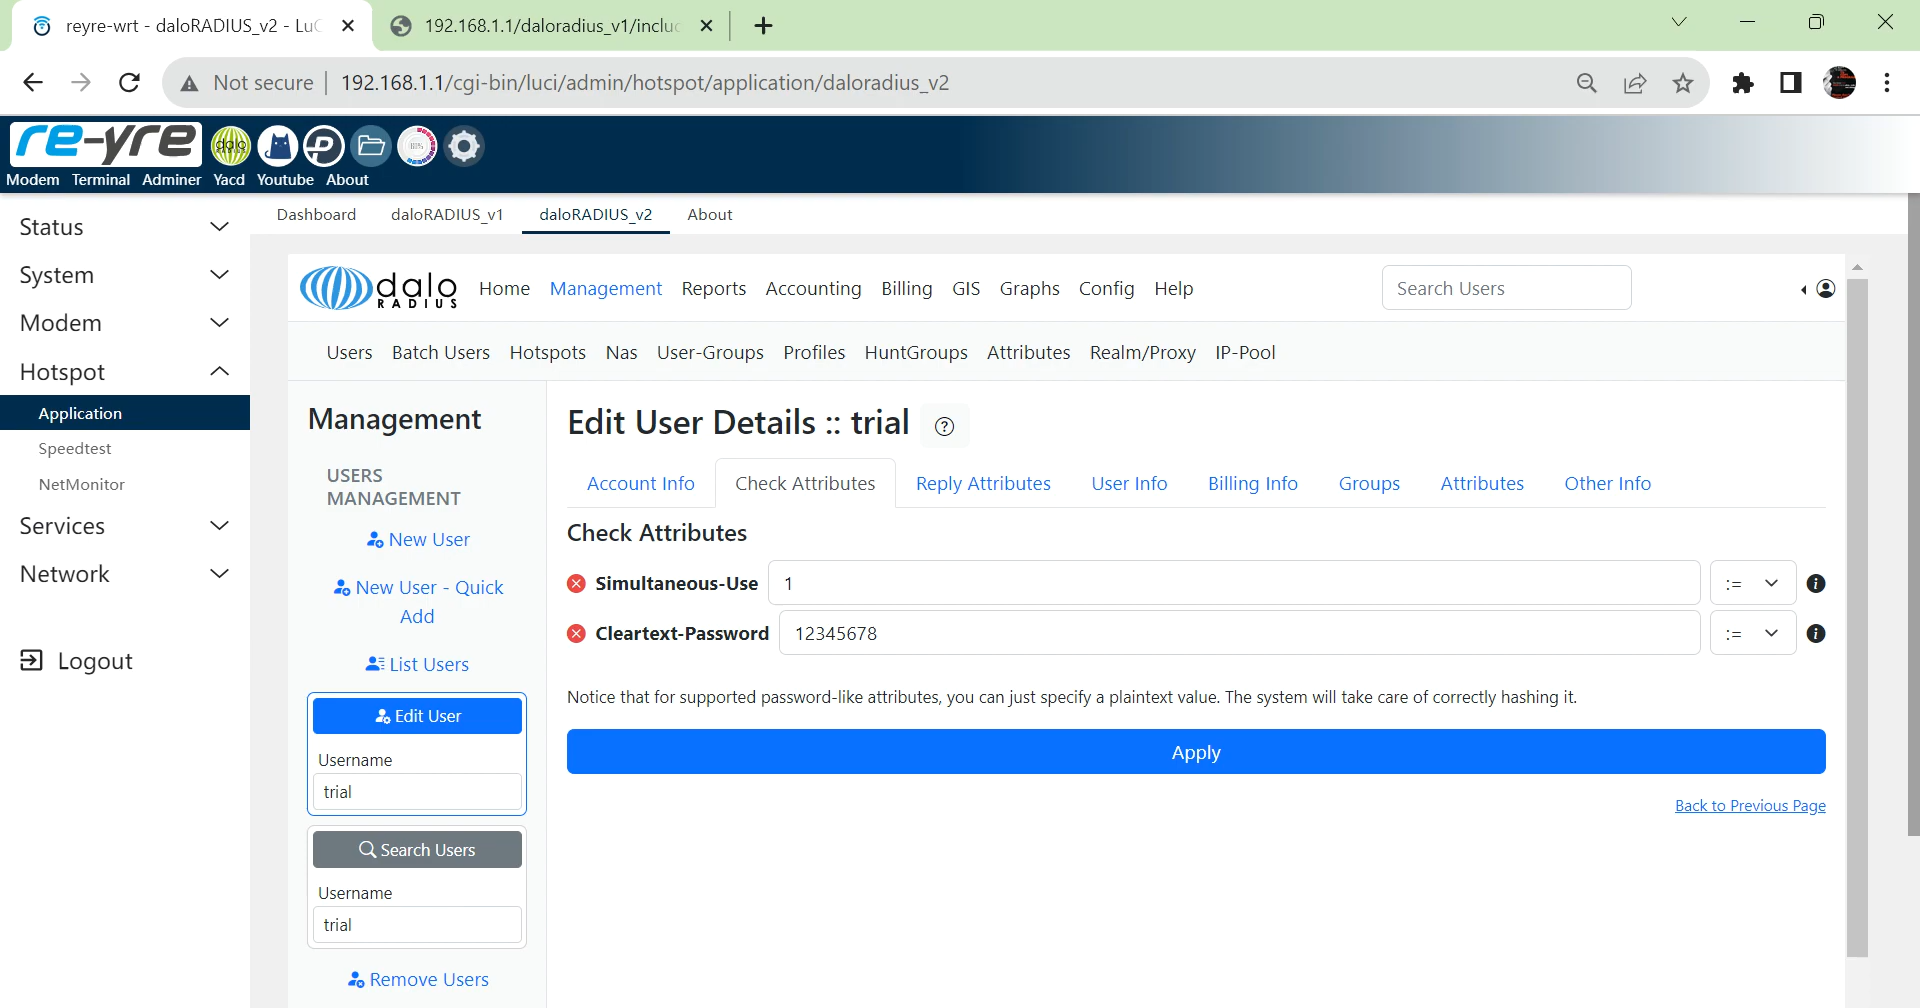 reyre-wrt - daloRADIUS_v2 - LuC
192.168.1.1/daloradius_v1/includ
Not secure
192.168.1.1/cgi-bin/luci/admin/hotspot/application/daloradius_v2
re-yre
dalo
Modem Terminal Adminer Yacd Youtube About
Status
System
Modem
Hotspot
Application
Speedtest
NetMonitor
Services
Network
Logout
Dashboard daloRADIUS_v1 daloRADIUS_v2 About
dalo
RADIUS
Home Management Reports Accounting Billing GIS Graphs Config Help
Search Users
Users Batch Users Hotspots Nas User-Groups Profiles HuntGroups Attributes Realm/Proxy IP-Pool
Management
USERS
MANAGEMENT
New User
New User - Quick
Add
List Users
Edit User
Username
trial
Search Users
Username
trial
Remove Users
Edit User Details :: trial
Account Info Check Attributes Reply Attributes User Info Billing Info Groups Attributes Other Info
Check Attributes
Simultaneous-Use 1 :=
Cleartext-Password 12345678 :=
Notice that for supported password-like attributes, you can just specify a plaintext value. The system will take care of correctly hashing it.
Apply
Back to Previous Page